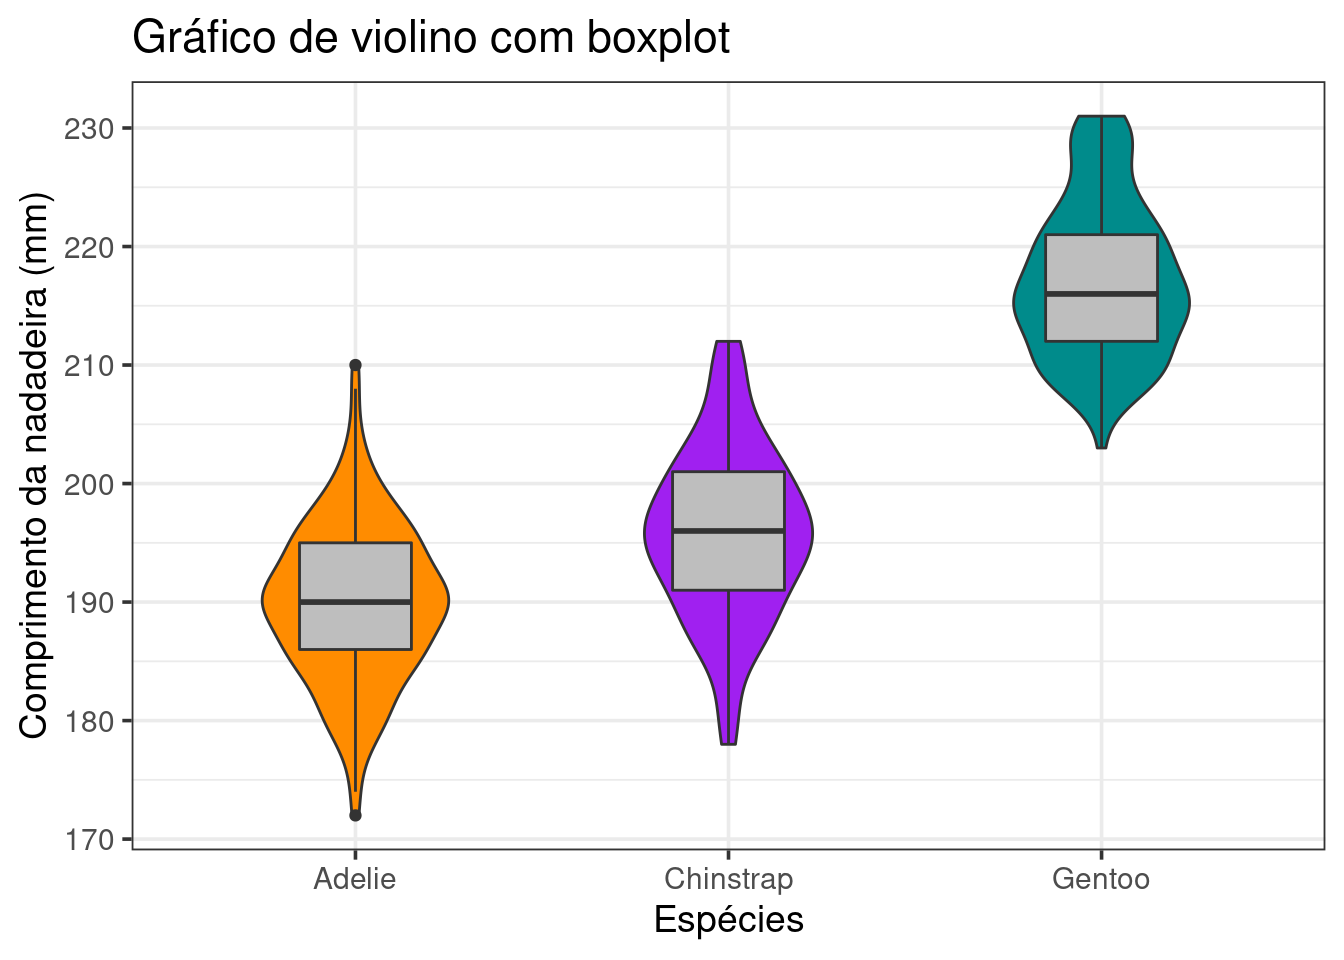 Gráfico de violino com boxplot
Comprimento da nadadeira (mm)
230
220
210
200
190
180
170
Adelie
Chinstrap
Gentoo
Espécies